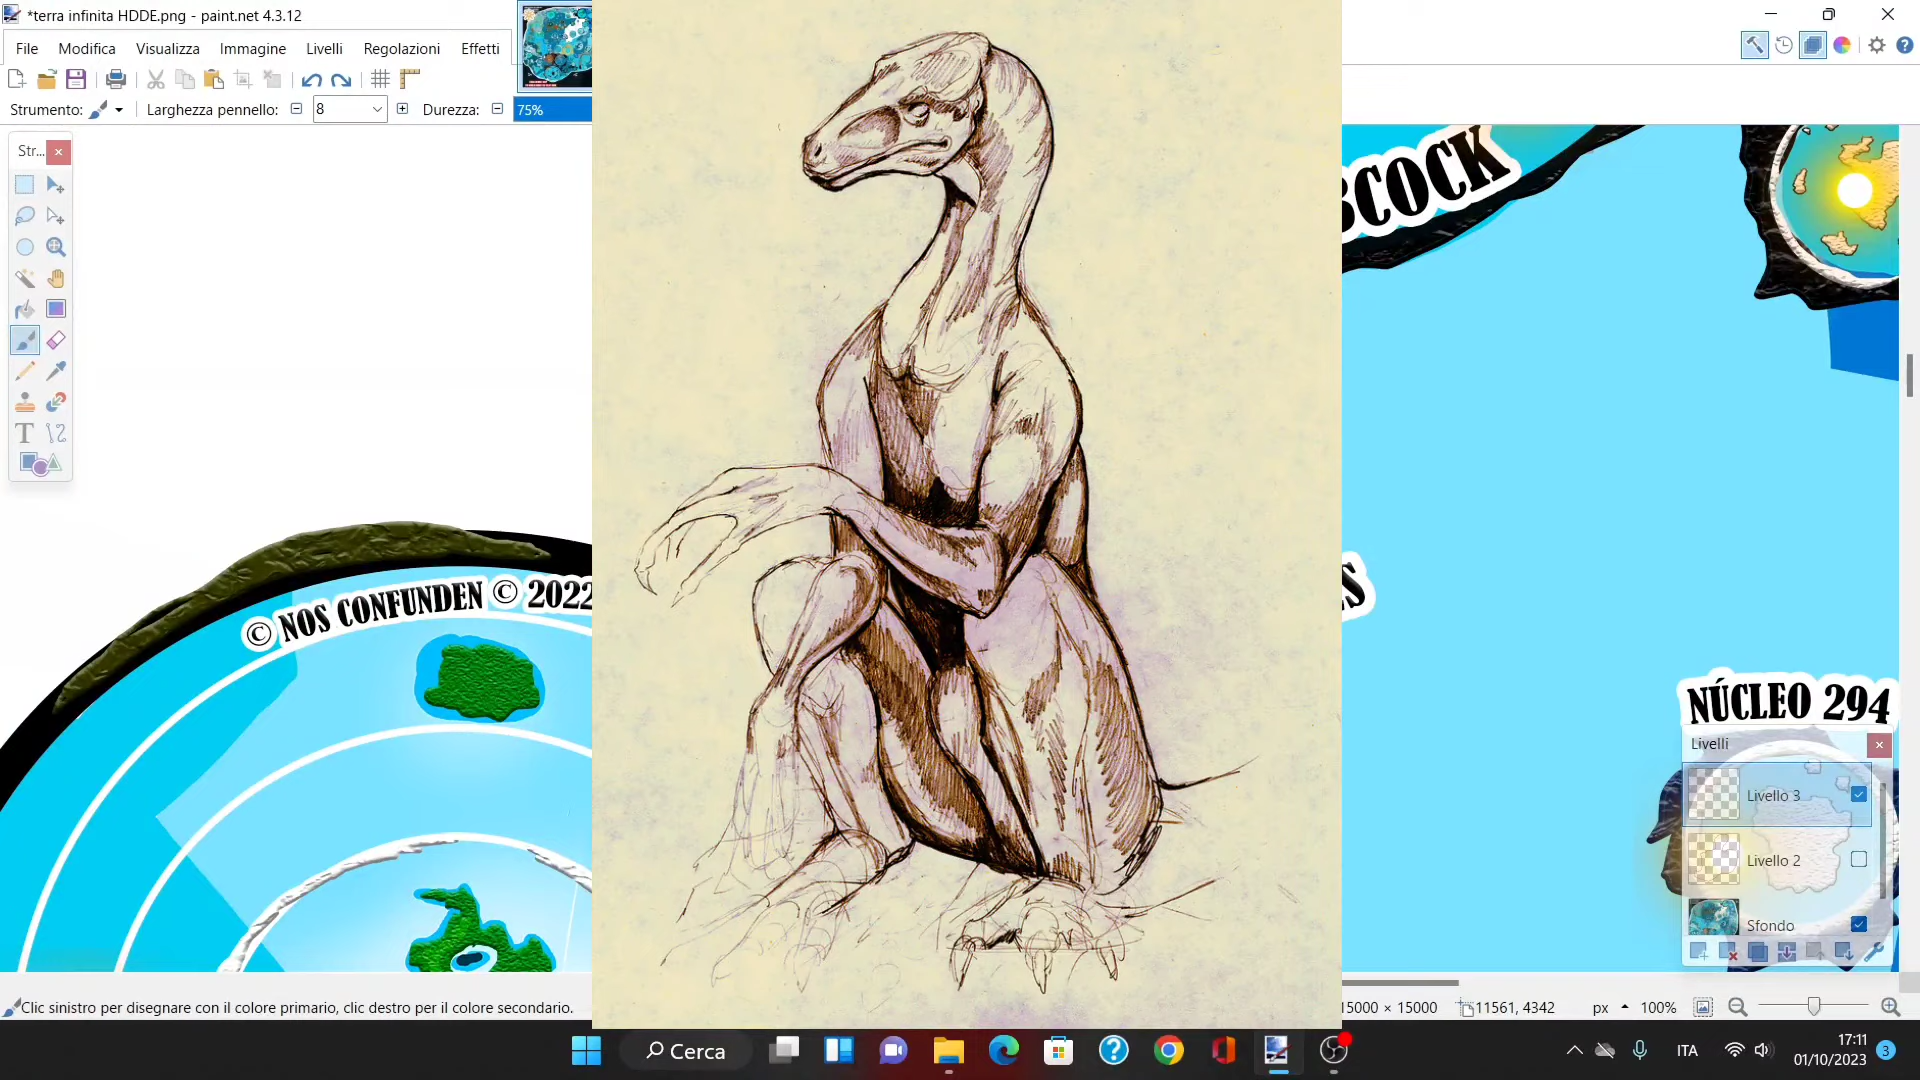 *terra infinita HDDE.png - paint.net 4.3.12
File Modifica Visualizza Immagine Livelli Regolazioni Effetti
Strumento: Larghezza pennello: 8 Durezza: 75%
Str...
COCK
© NOS CONFUNDEN © 2022
NÚCLEO 294
Livelli
Livello 3
Livello 2
Sfondo
Clic sinistro per disegnare con il colore primario, clic destro per il colore secondario.
15000 × 15000 11561, 4342 px 100%
Cerca
ITA
17:11
01/10/2023
3